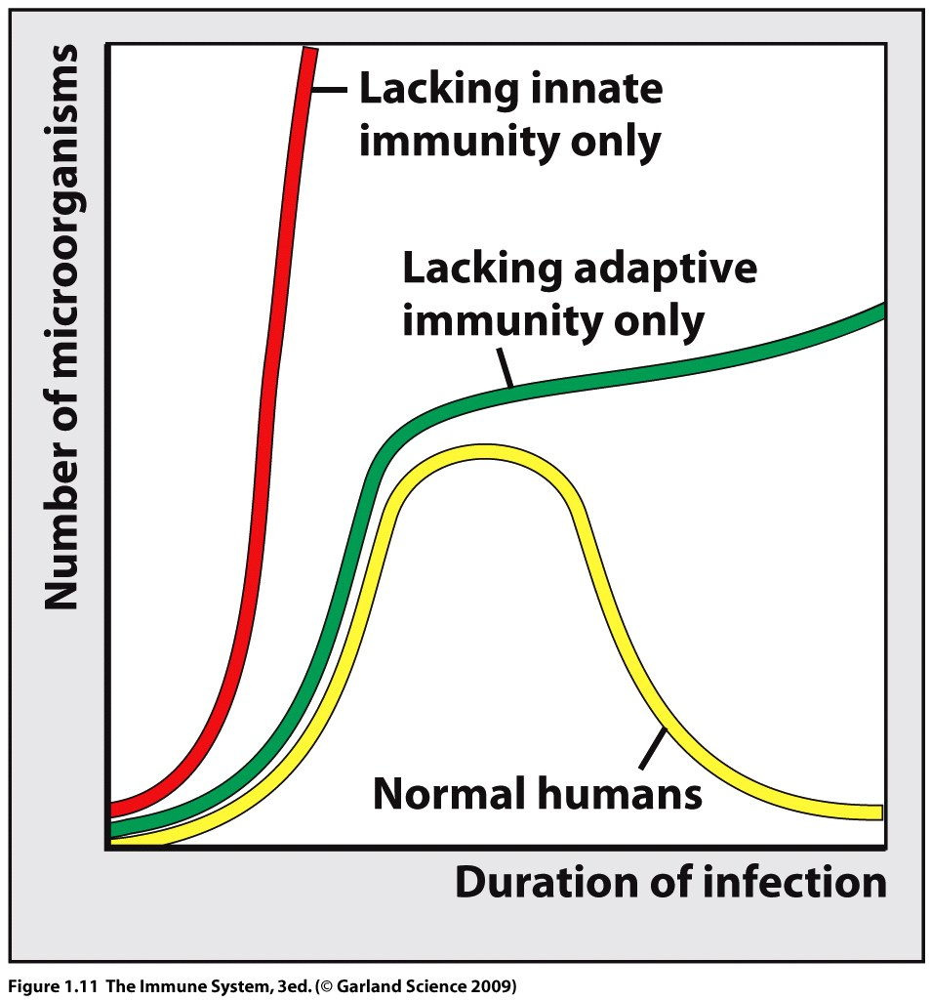 Number of microorganisms
Lacking innate
immunity only
Lacking adaptive
immunity only
Normal humans
Duration of infection
Figure 1.11 The Immune System, 3ed. (© Garland Science 2009)